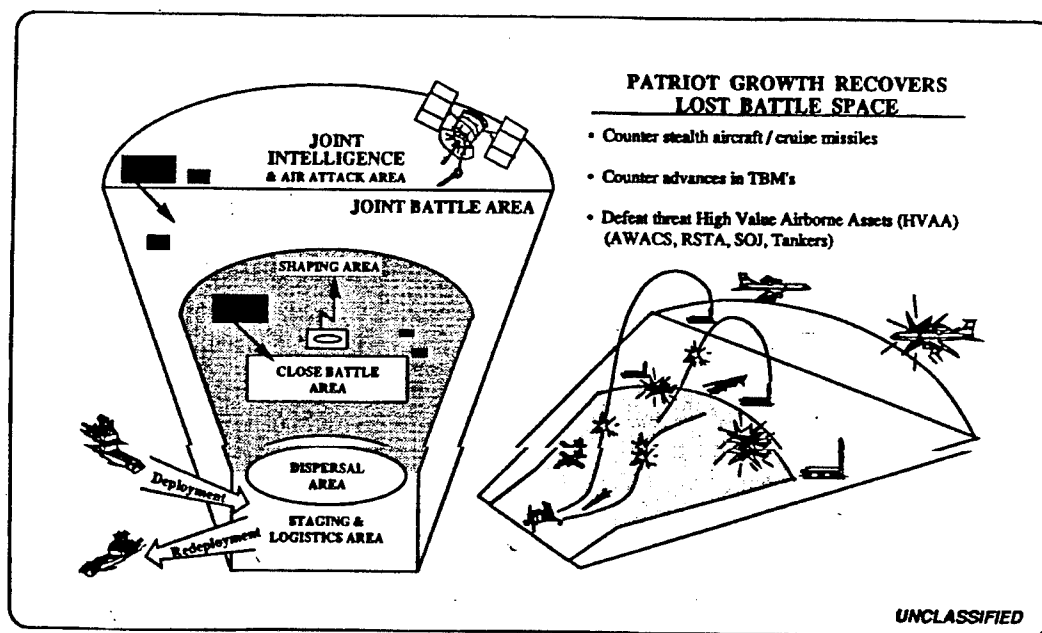 PATRIOT GROWTH RECOVERS
LOST BATTLE SPACE
• Counter stealth aircraft / cruise missiles
• Counter advances in TBM's
• Defeat threat High Value Airborne Assets (HVAA)
(AWACS, RSTA, SOJ, Tankers)
JOINT
INTELLIGENCE
& AIR ATTACK AREA
JOINT BATTLE AREA
SHAPING AREA
CLOSE BATTLE
AREA
DISPERSAL
AREA
Deployment
STAGING &
LOGISTICS AREA
Redeployment
UNCLASSIFIED